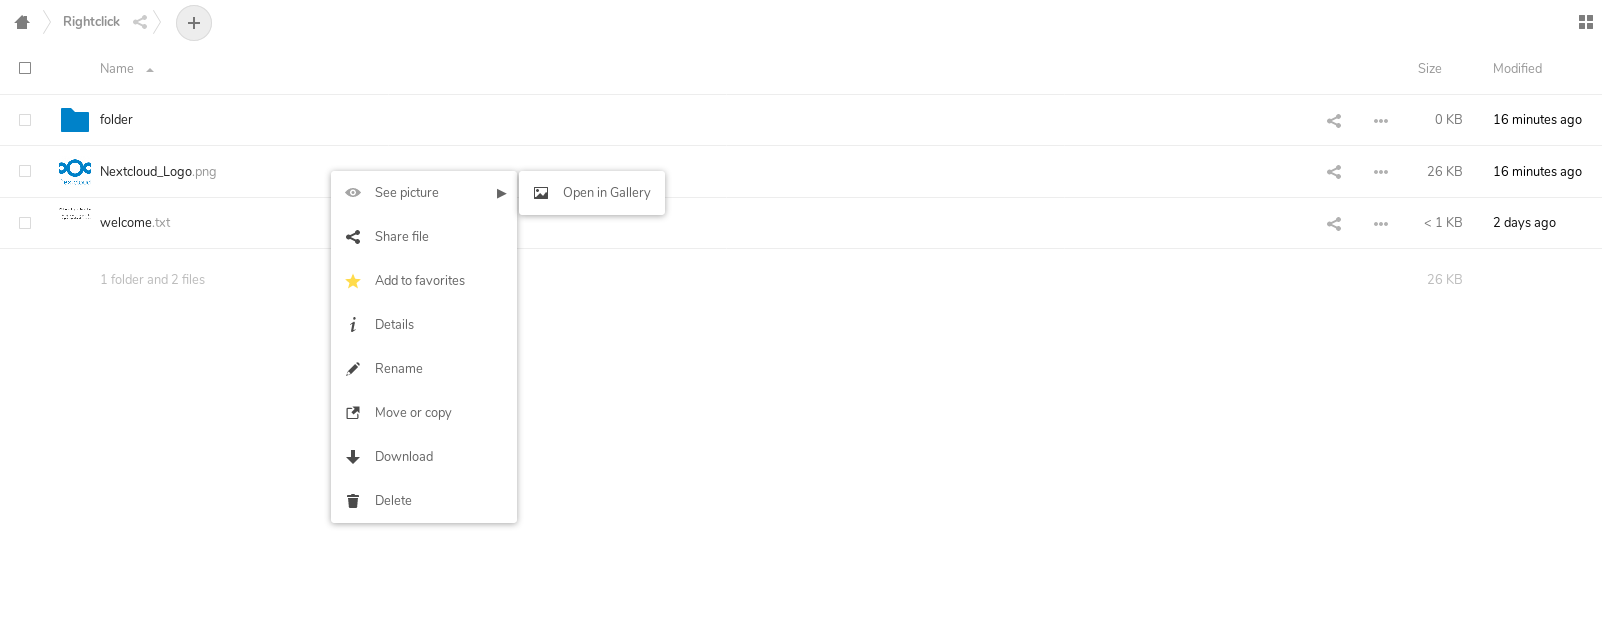 Rightclick
Name Size Modified
folder 0 KB 16 minutes ago
Nextcloud_Logo.png 26 KB 16 minutes ago
See picture ▶ Open in Gallery
welcome.txt < 1 KB 2 days ago
Share file
1 folder and 2 files 26 KB
Add to favorites
Details
Rename
Move or copy
Download
Delete